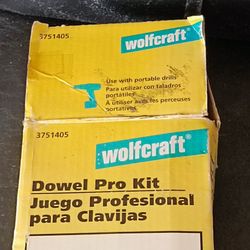 3751405
wolfcraft®
Use with portable drills
Para utilizar con taladros
portátiles
A utiliser avec les perceuses
portatives
3751405
wolfcraft®
Dowel Pro Kit
Juego Profesional
para Clavijas